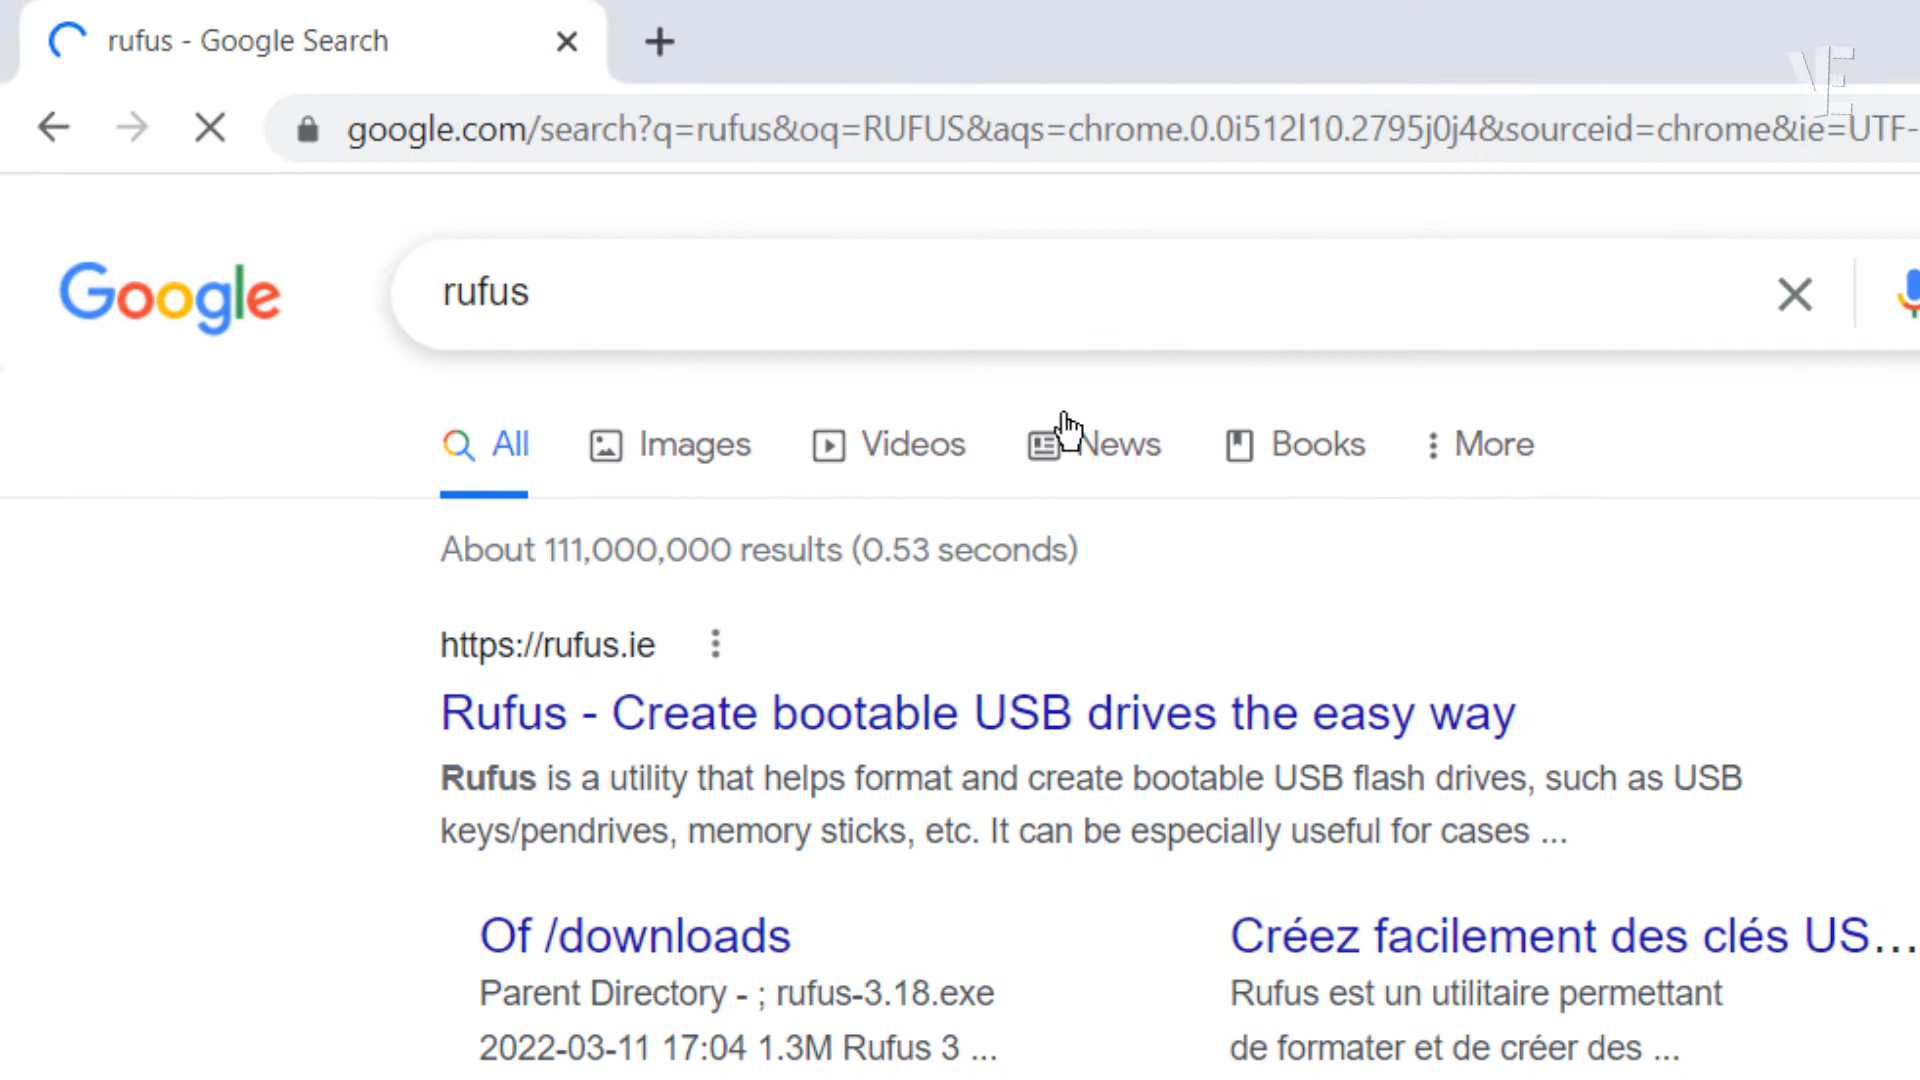 rufus - Google Search
google.com/search?q=rufus&oq=RUFUS&aqs=chrome.0.0i512l10.2795j0j4&sourceid=chrome&ie=UTF-
VE
Google
rufus
All Images Videos News Books More
About 111,000,000 results (0.53 seconds)
https://rufus.ie
Rufus - Create bootable USB drives the easy way
Rufus is a utility that helps format and create bootable USB flash drives, such as USB
keys/pendrives, memory sticks, etc. It can be especially useful for cases ...
Of /downloads
Parent Directory - ; rufus-3.18.exe
2022-03-11 17:04 1.3M Rufus 3 ...
Créez facilement des clés US...
Rufus est un utilitaire permettant
de formater et de créer des ...